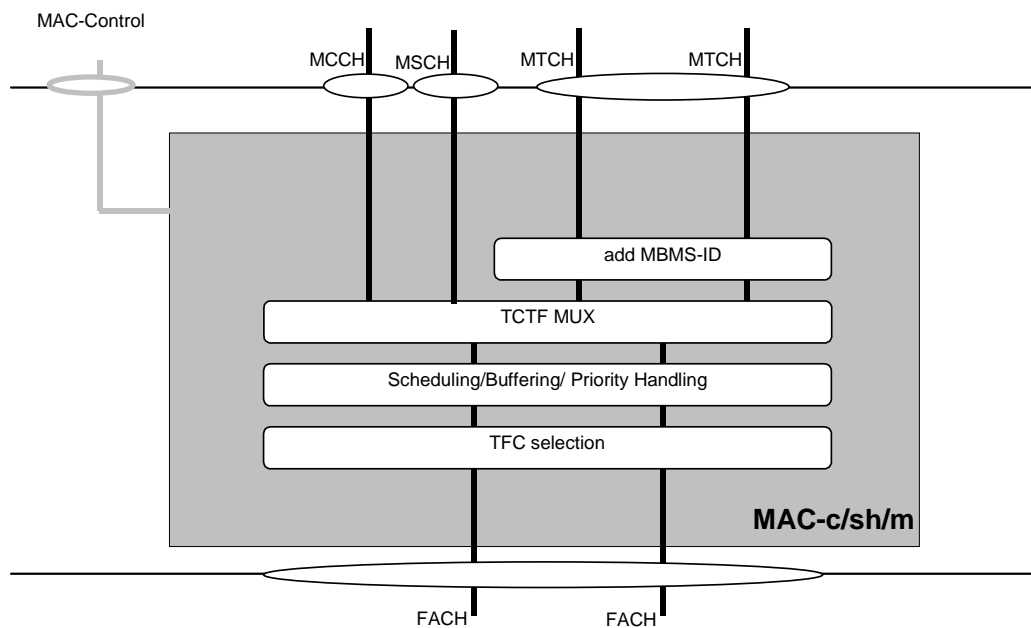 MAC-Control
MCCH
MSCH
MTCH
MTCH
add MBMS-ID
TCTF MUX
Scheduling/Buffering/ Priority Handling
TFC selection
MAC-c/sh/m
FACH
FACH